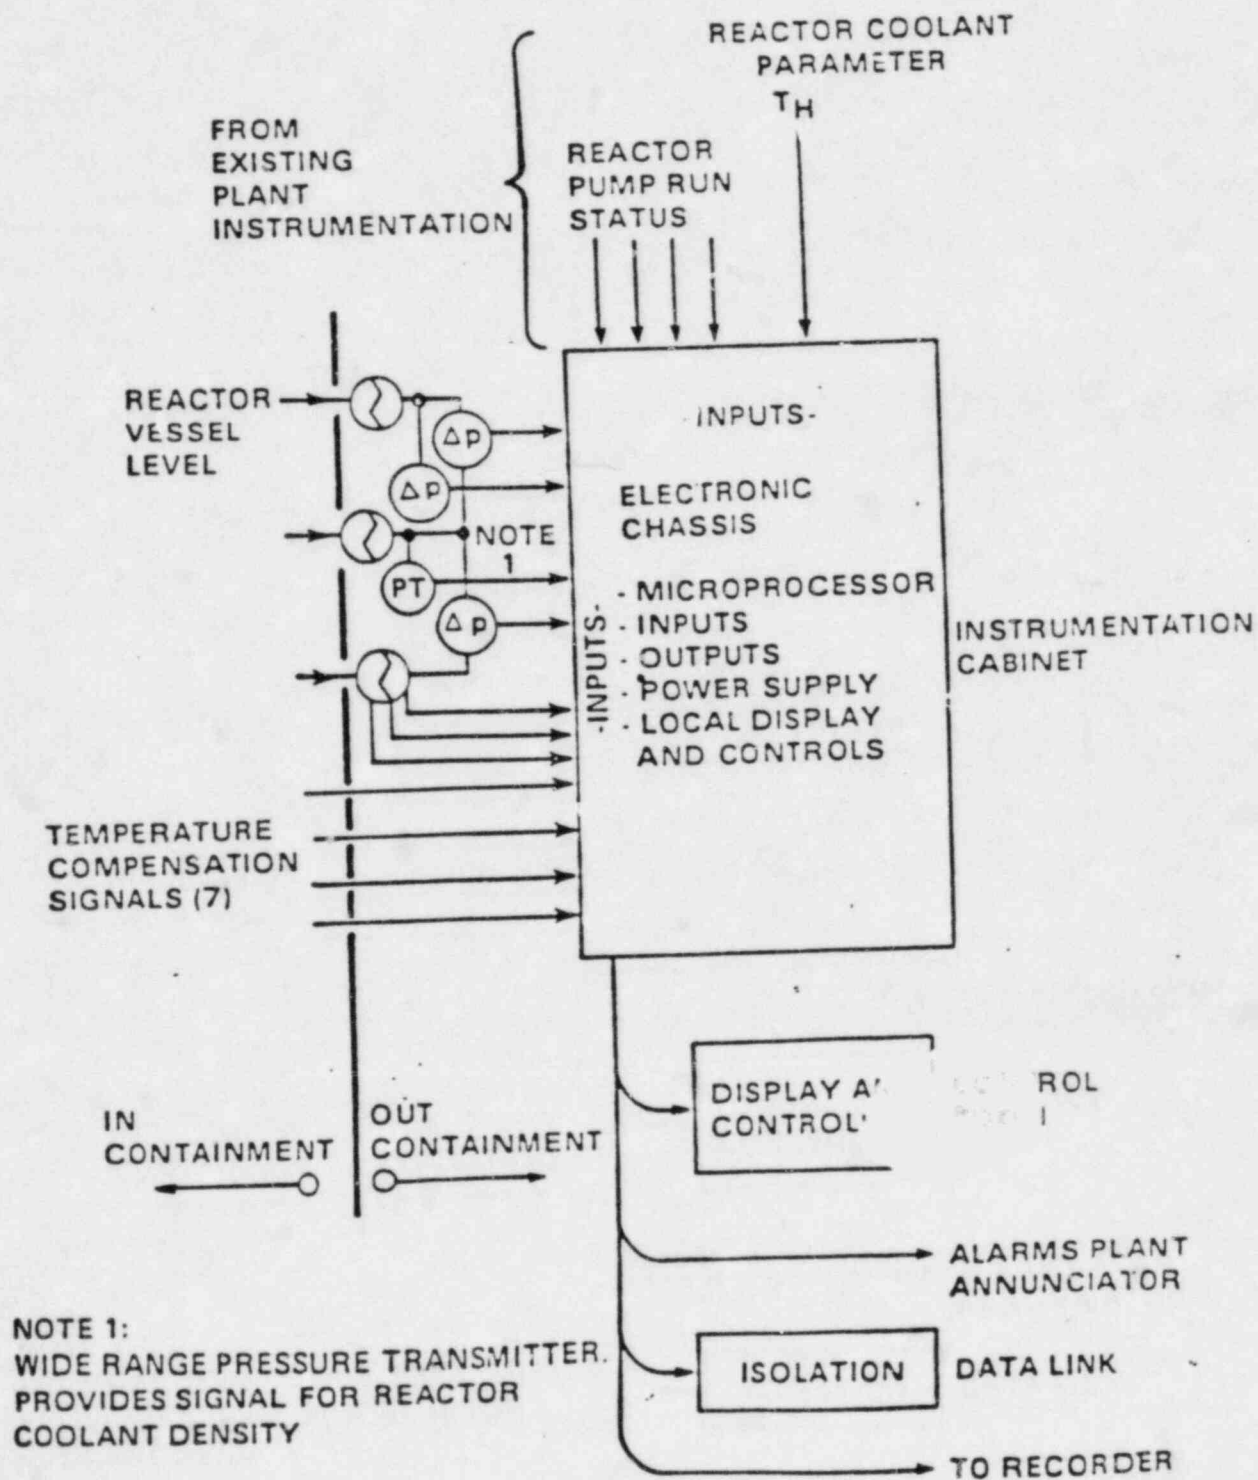 REACTOR COOLANT
PARAMETER
TH
FROM
EXISTING
PLANT
INSTRUMENTATION
REACTOR
PUMP RUN
STATUS
REACTOR
VESSEL
LEVEL
Δp
Δp
NOTE
1
PT
Δp
-INPUTS-
ELECTRONIC
CHASSIS
- MICROPROCESSOR
- INPUTS
- OUTPUTS
- POWER SUPPLY
- LOCAL DISPLAY
AND CONTROLS
-INPUTS-
INSTRUMENTATION
CABINET
TEMPERATURE
COMPENSATION
SIGNALS (7)
IN
CONTAINMENT
OUT
CONTAINMENT
DISPLAY
ALARMS PLANT
ANNUNCIATOR
ISOLATION
DATA LINK
TO RECORDER
NOTE 1:
WIDE RANGE PRESSURE TRANSMITTER.
PROVIDES SIGNAL FOR REACTOR
COOLANT DENSITY